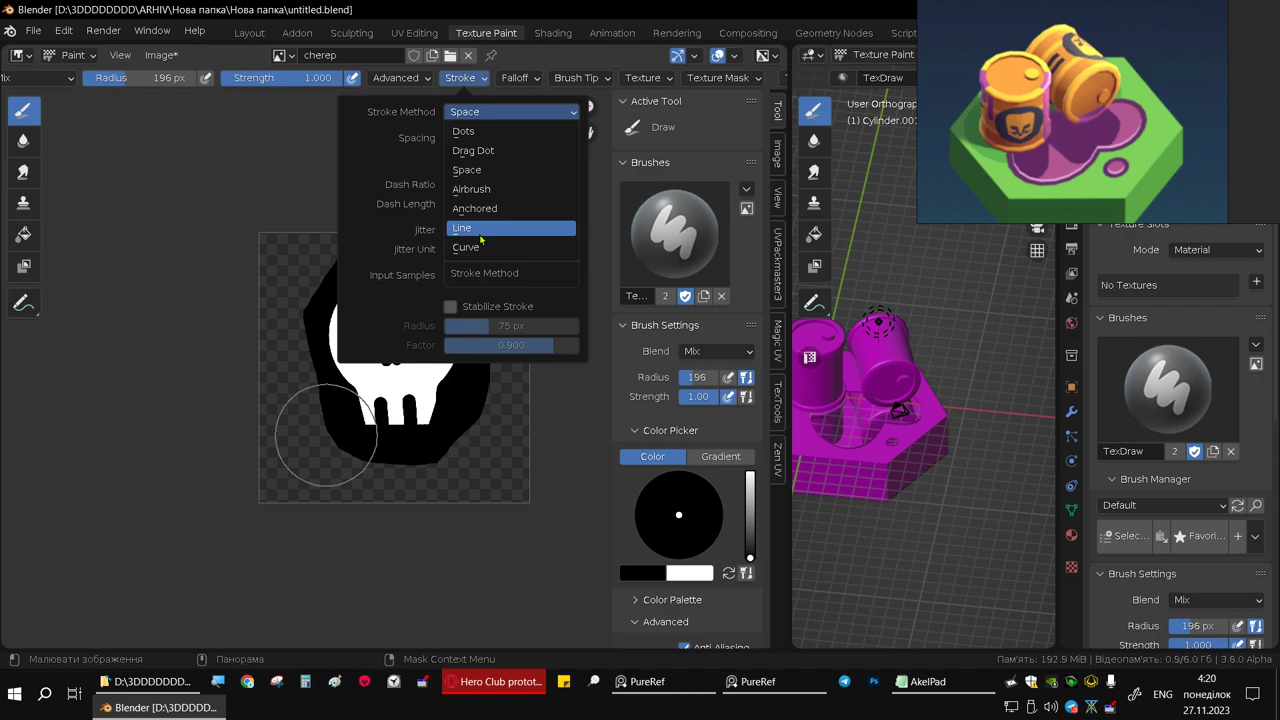 Blender [D:\3DDDDDDDD\ARHIV\Нова папка\Нова папка\untitled.blend]
File Edit Render Window Help Layout Addon Sculpting UV Editing Texture Paint Shading Animation Rendering Compositing Geometry Nodes Scrip
Paint View Image* cherep Texture Paint
ix Radius 196 px Strength 1.000 Advanced Stroke Falloff Brush Tip Texture Texture Mask TexDraw
Stroke Method Space
Spacing
Dash Ratio
Dash Length
Jitter
Jitter Unit
Input Samples
Dots
Drag Dot
Space
Airbrush
Anchored
Line
Curve
Stroke Method
Stabilize Stroke
Radius 75 px
Factor 0.900
Active Tool
Draw
Brushes
Te... 2
Brush Settings
Blend Mix
Radius 196
Strength 1.00
Color Picker
Color Gradient
Color Palette
Advanced
Anti-Aliasing
Tool
Image
View
UVPackmaster3
Magic UV
TexTools
Zen UV
User Orthograp
(1) Cylinder.00
Texture Slots
Mode Material
No Textures
Brushes
TexDraw 2
Brush Manager
Default
Selec... Favori...
Brush Settings
Blend Mix
Radius 196 px
Strength 1.000
Малювати зображення Панорама Mask Context Menu Пам'ять: 192.9 MiB | Відеопам'ять: 0.9/6.0 Гб | 3.6.0 Alpha
D:\3DDDDDDD... Hero Club protot... PureRef PureRef AkelPad
Blender [D:\3DDDDD...
ENG
4:20
понеділок
27.11.2023